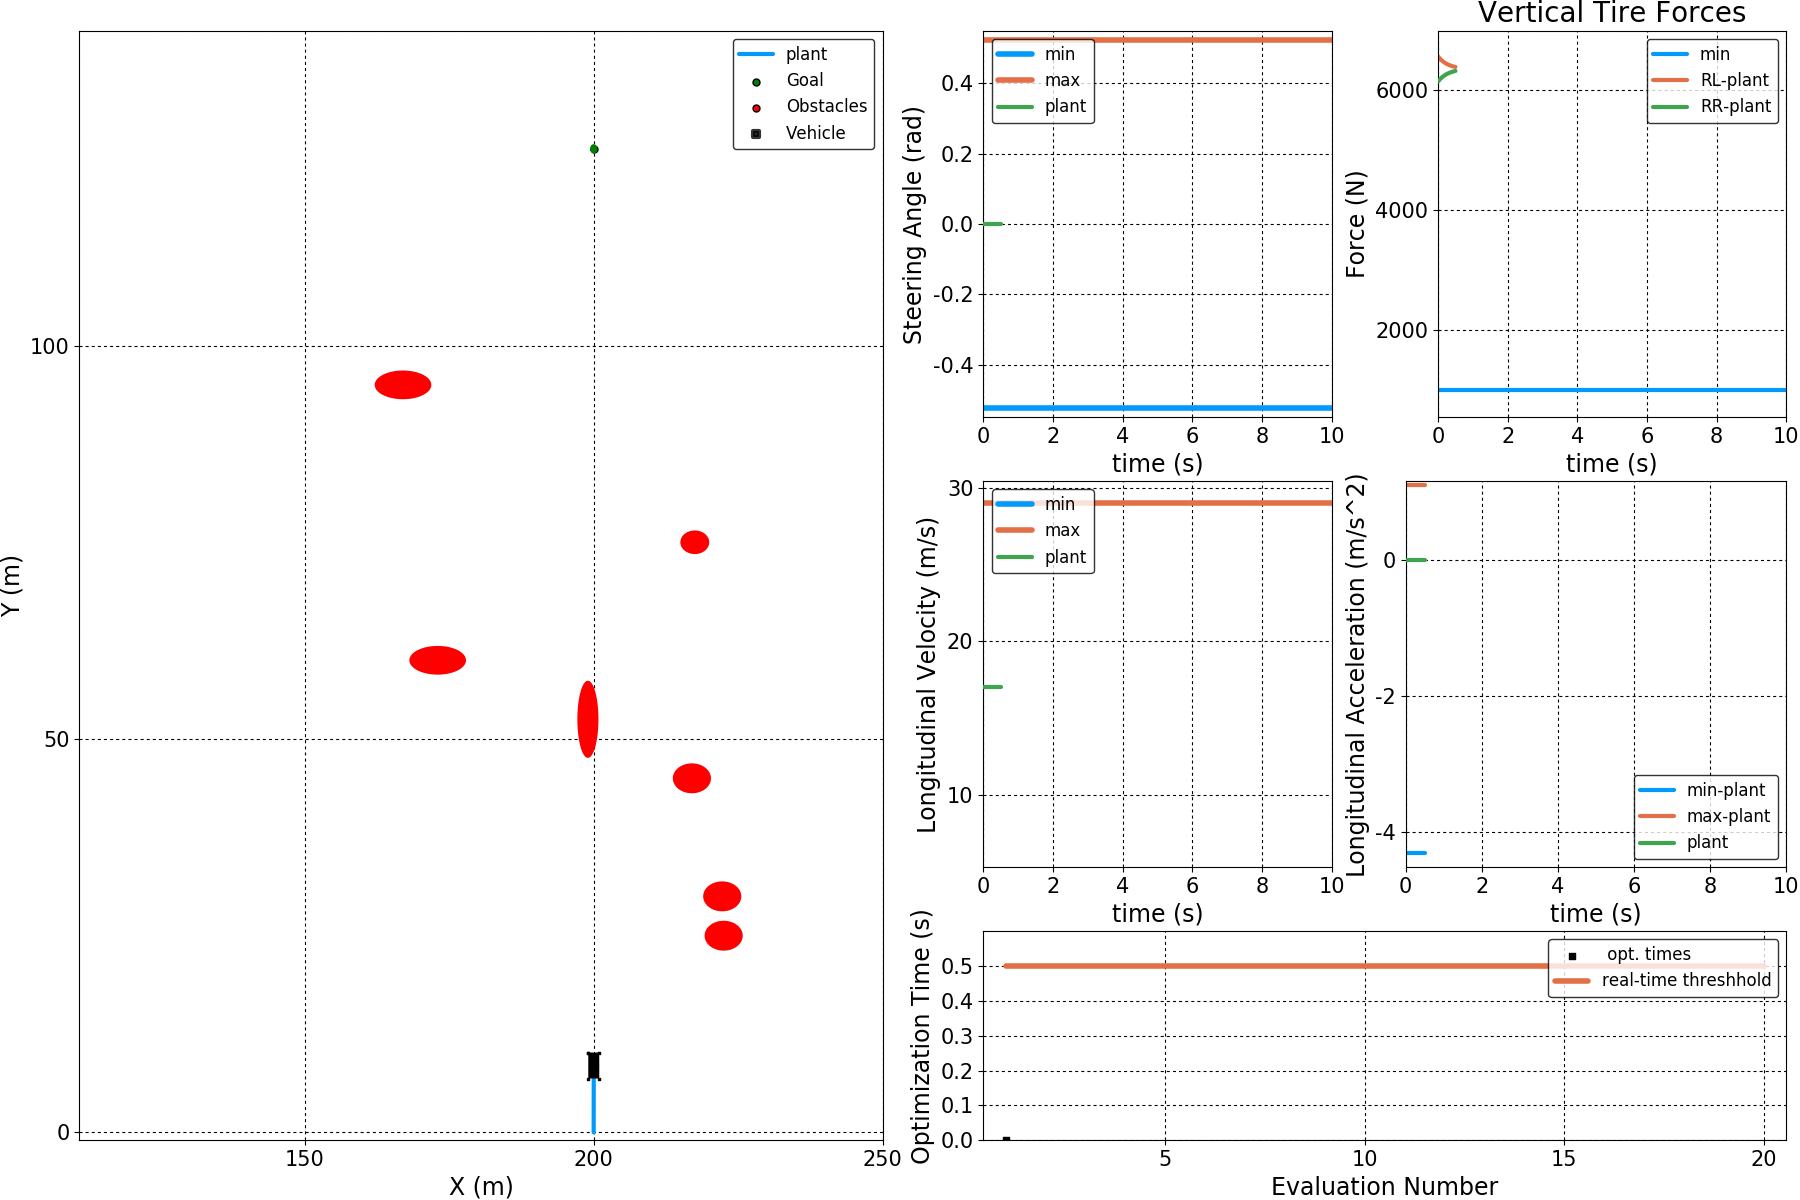 plant
Goal
Obstacles
Vehicle
100
50
0
Y (m)
150
200
250
X (m)
min
max
plant
0.4
0.2
0.0
-0.2
-0.4
Steering Angle (rad)
0
2
4
6
8
10
time (s)
Vertical Tire Forces
min
RL-plant
RR-plant
6000
4000
2000
Force (N)
0
2
4
6
8
10
time (s)
min
max
plant
30
20
10
Longitudinal Velocity (m/s)
0
2
4
6
8
10
time (s)
0
-2
-4
Longitudinal Acceleration (m/s^2)
min-plant
max-plant
plant
0
2
4
6
8
10
time (s)
opt. times
real-time threshhold
0.5
0.4
0.3
0.2
0.1
0.0
Optimization Time (s)
5
10
15
20
Evaluation Number